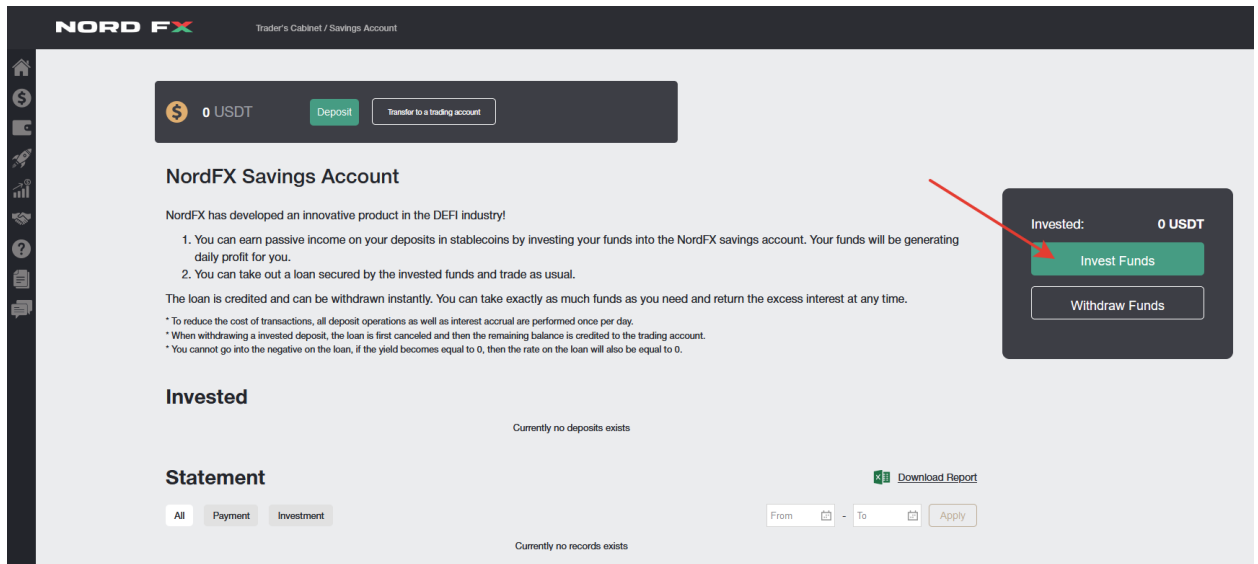 NORD FX
Trader's Cabinet / Savings Account
0 USDT
Deposit
Transfer to a trading account
NordFX Savings Account
NordFX has developed an innovative product in the DEFI industry!
1. You can earn passive income on your deposits in stablecoins by investing your funds into the NordFX savings account. Your funds will be generating
daily profit for you.
2. You can take out a loan secured by the invested funds and trade as usual.
The loan is credited and can be withdrawn instantly. You can take exactly as much funds as you need and return the excess interest at any time.
* To reduce the cost of transactions, all deposit operations as well as interest accrual are performed once per day.
* When withdrawing a invested deposit, the loan is first canceled and then the remaining balance is credited to the trading account.
* You cannot go into the negative on the loan, if the yield becomes equal to 0, then the rate on the loan will also be equal to 0.
Invested: 0 USDT
Invest Funds
Withdraw Funds
Invested
Currently no deposits exists
Statement
Download Report
All Payment Investment
From - To Apply
Currently no records exists